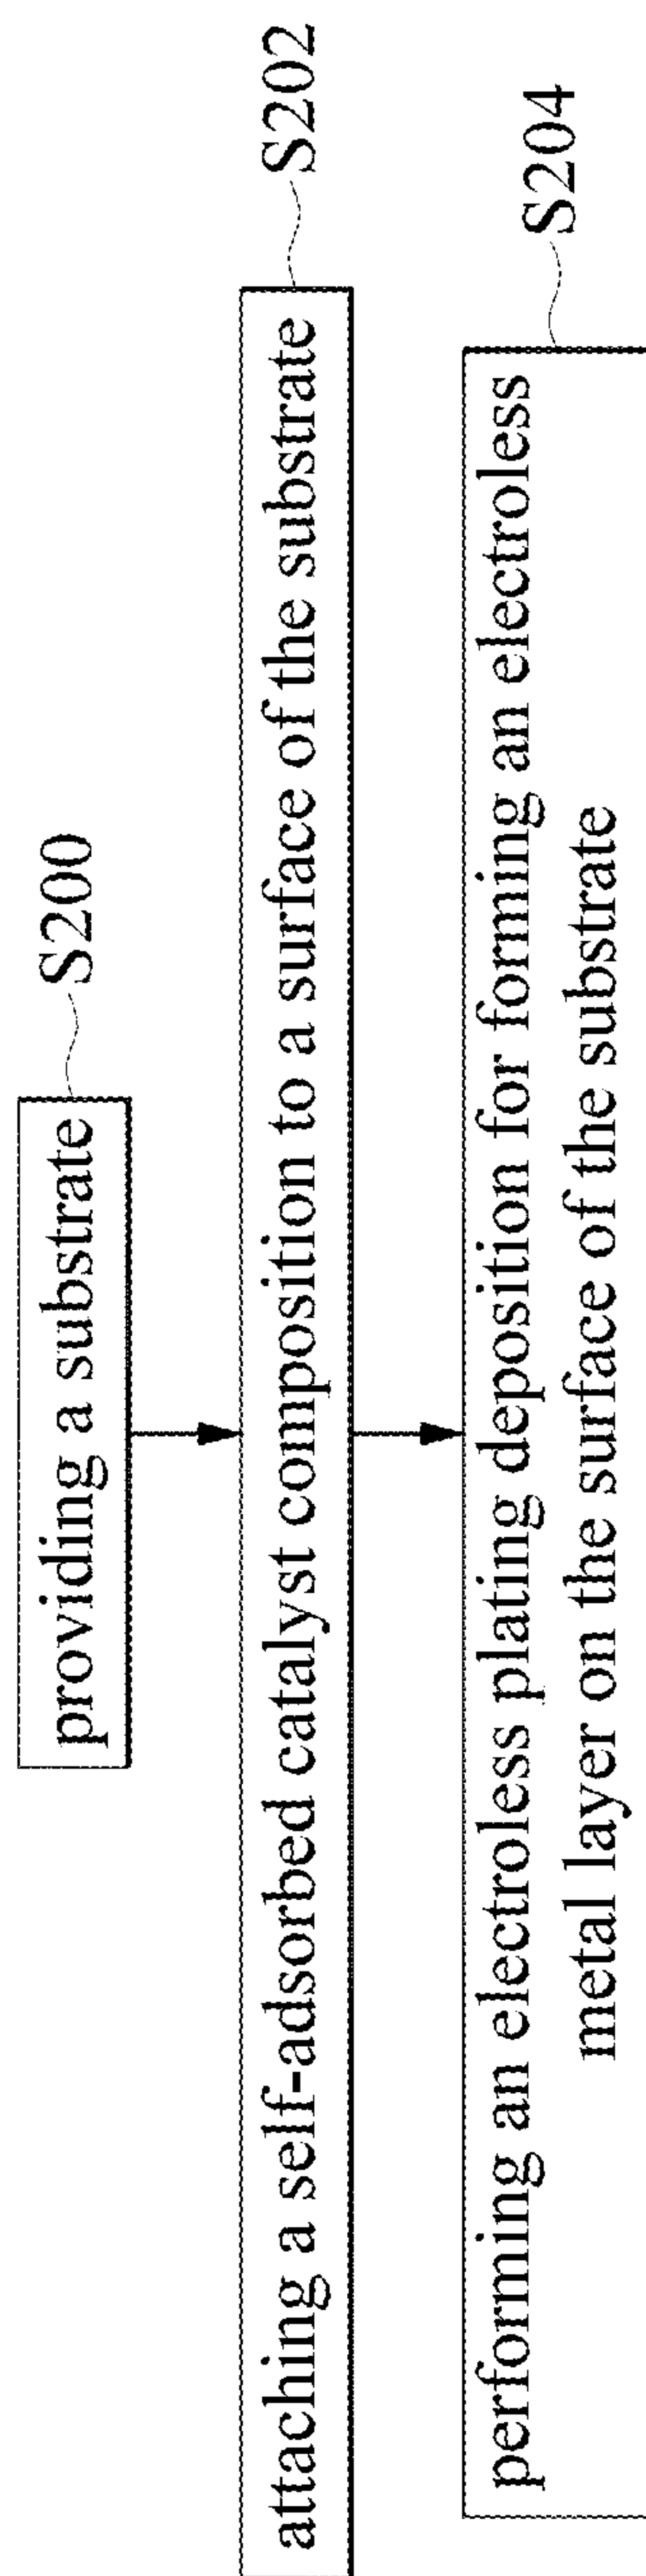 providing a substrate
S200
attaching a self-adsorbed catalyst composition to a surface of the substrate
S202
performing an electroless plating deposition for forming an electroless
metal layer on the surface of the substrate
S204